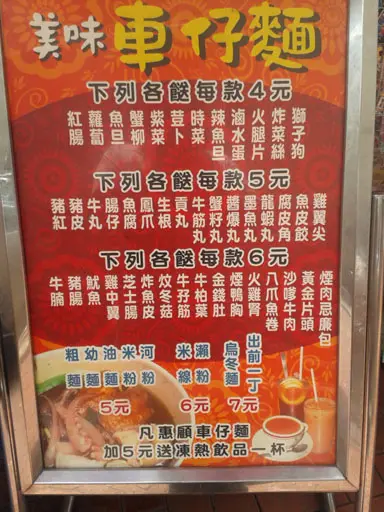 美味 車仔麵
下列各餸每款4元
紅腸
蘿蔔
魚旦
蟹柳
紫菜
荳卜
時菜
辣魚旦
滷水蛋
火腿片
炸菜絲
獅子狗
下列各餸每款5元
豬紅
豬皮
牛丸
腸仔
魚腐
鳳爪
生根
貢丸
牛筋丸
蟹籽丸
醬爆丸
墨魚丸
龍蝦丸
腐皮角
魚皮餃
雞翼尖
下列各餸每款6元
牛腩
豬腸
魷魚
雞中翼
芝士腸
炸魚皮
炆冬菇
牛孖筋
牛柏葉
金錢肚
煙鴨胸
火雞腎
八爪魚卷
沙嗲牛肉
黃金片頭
煙肉忌廉包
粗麵
幼麵
油麵
米粉
河粉
5元
米線
瀨粉
6元
烏冬麵
出前一丁
7元
凡惠顧車仔麵
加5元送凍熱飲品一杯